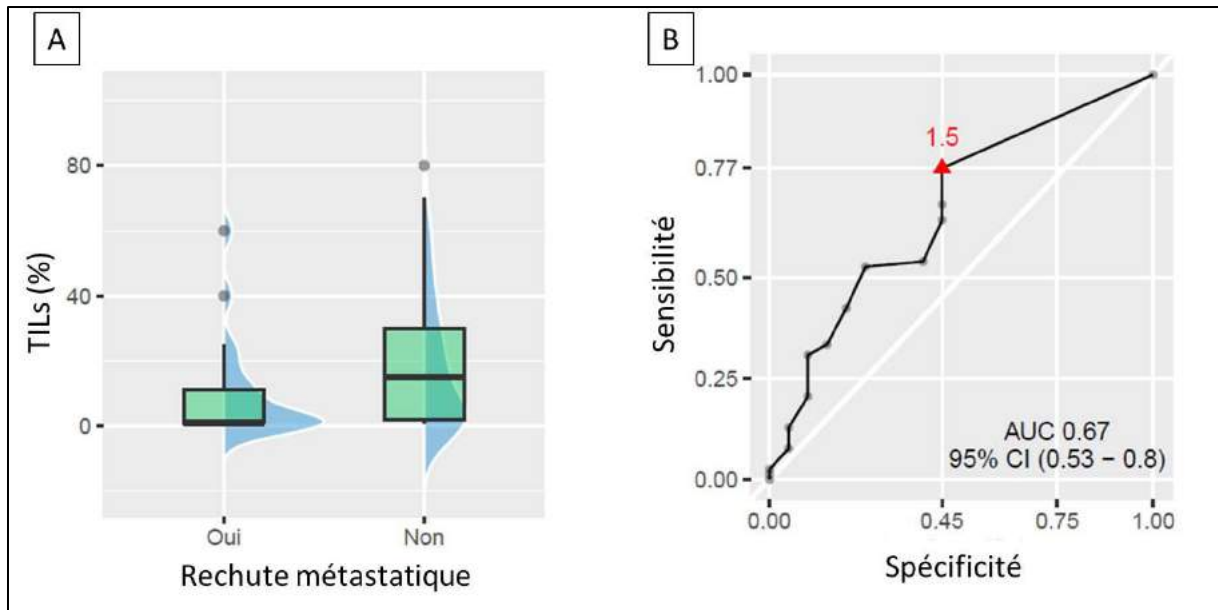 A
TILs (%)
80
40
0
Oui
Non
Rechute métastatique
B
Sensibilité
1.00
0.77
0.50
0.25
0.00
1.5
AUC 0.67
95% CI (0.53 − 0.8)
0.00
0.45
0.75
1.00
Spécificité